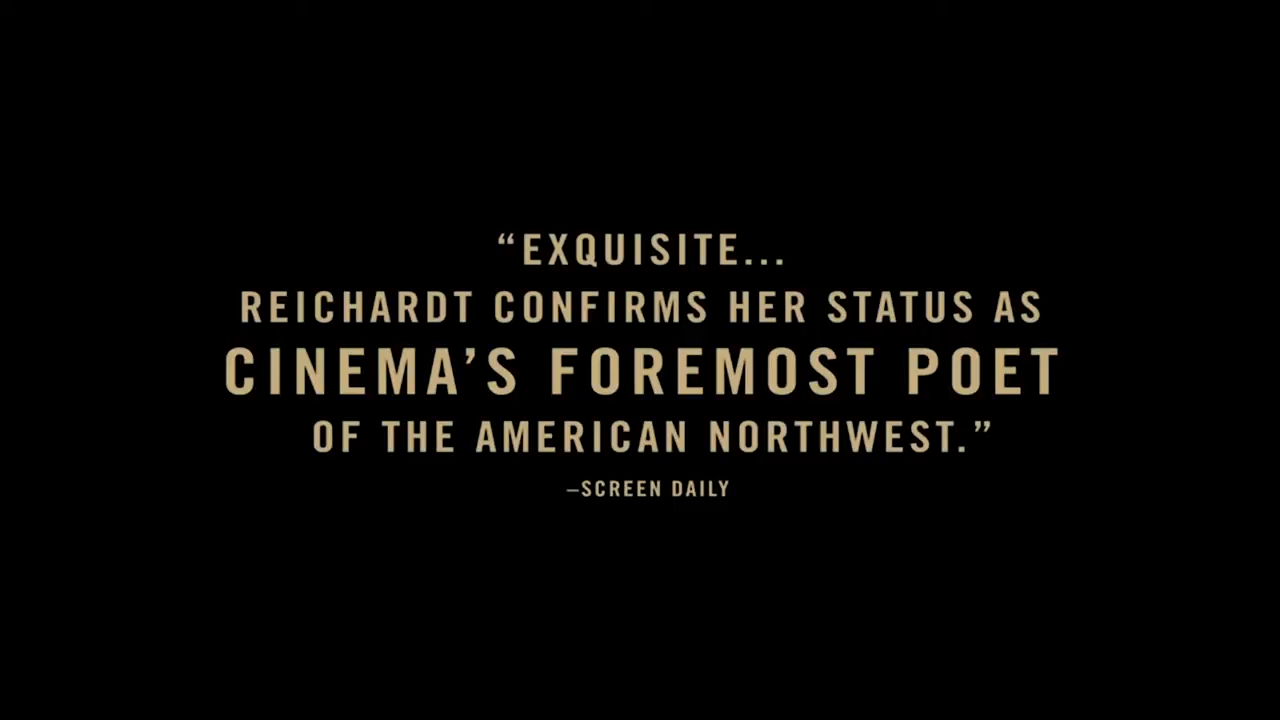 “EXQUISITE...
REICHARDT CONFIRMS HER STATUS AS
CINEMA’S FOREMOST POET
OF THE AMERICAN NORTHWEST.”
–SCREEN DAILY